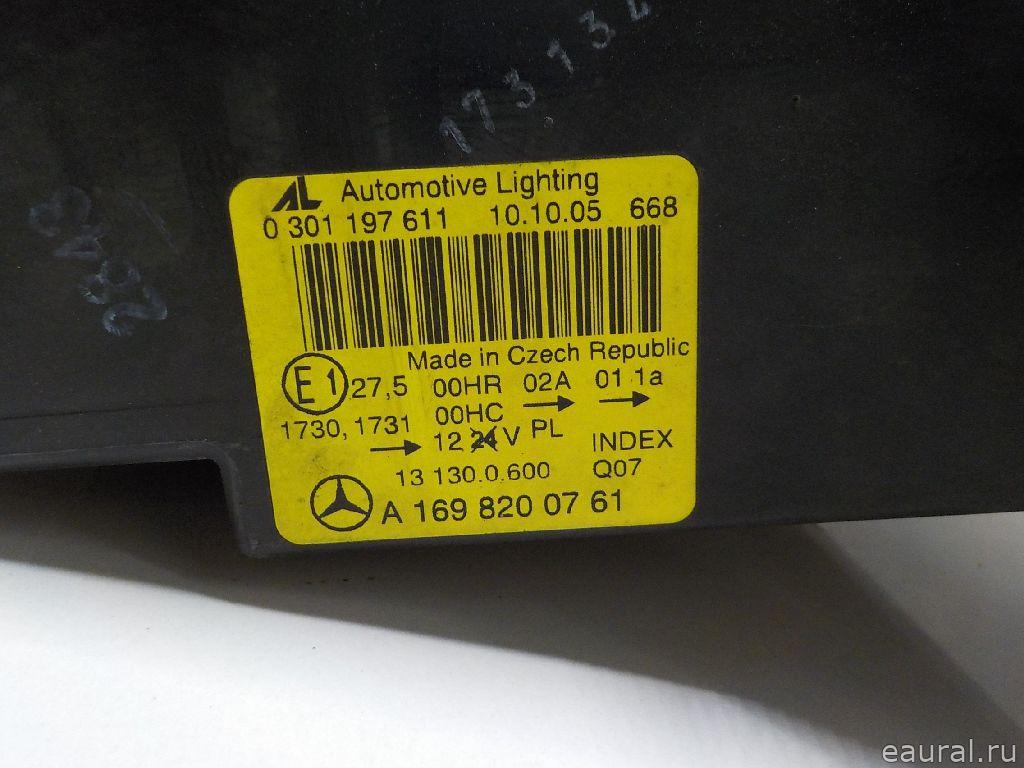 173132
AL Automotive Lighting
0 301 197 611 10.10.05 668
Made in Czech Republic
E1 27,5 00HR 02A 01 1a
1730, 1731 00HC
12 24 V PL INDEX
13 130.0.600 Q07
A 169 820 07 61
eaural.ru